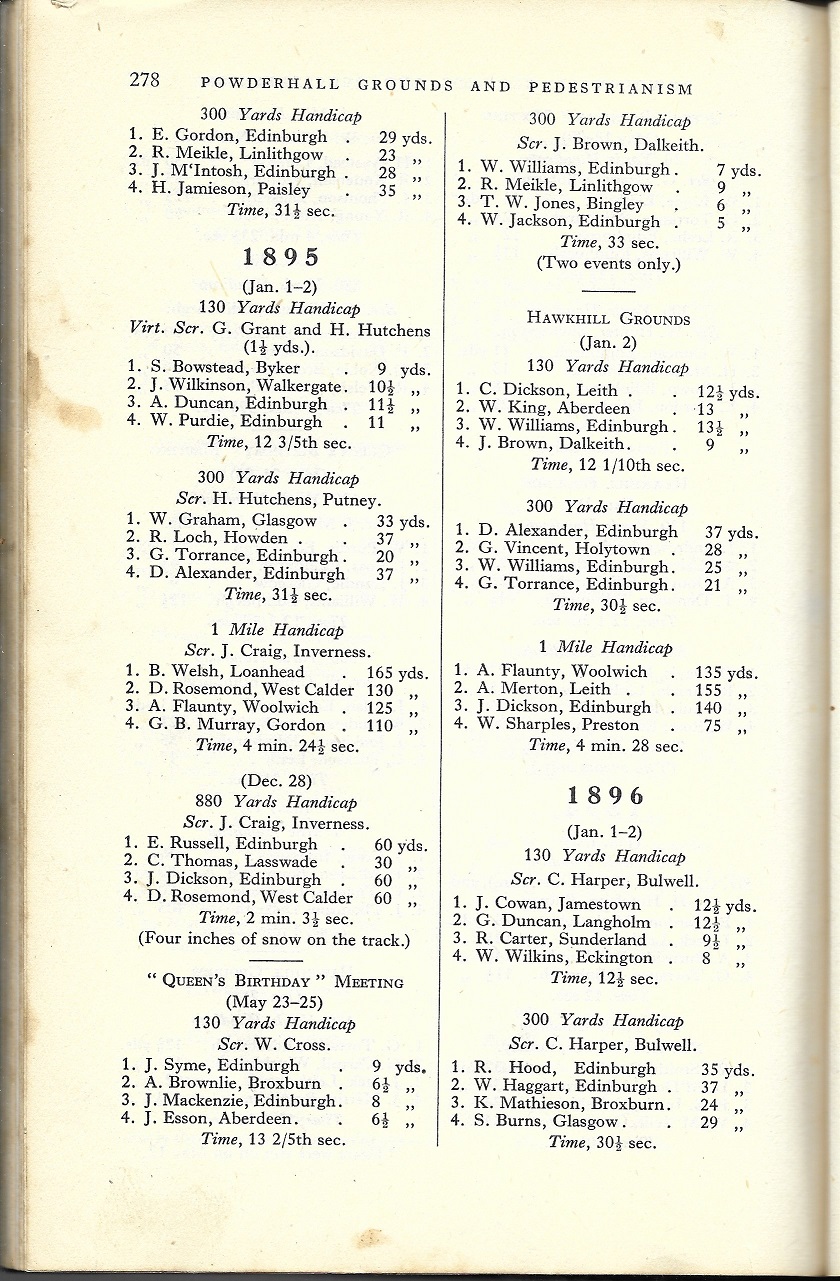 278 POWDERHALL GROUNDS AND PEDESTRIANISM
300 Yards Handicap
1. E. Gordon, Edinburgh . 29 yds.
2. R. Meikle, Linlithgow . 23 ,,
3. J. M‘Intosh, Edinburgh . 28 ,,
4. H. Jamieson, Paisley . 35 ,,
Time, 31½ sec.
1895
(Jan. 1–2)
130 Yards Handicap
Virt. Scr. G. Grant and H. Hutchens
(1½ yds.).
1. S. Bowstead, Byker . 9 yds.
2. J. Wilkinson, Walkergate. 10½ ,,
3. A. Duncan, Edinburgh . 11½ ,,
4. W. Purdie, Edinburgh . 11 ,,
Time, 12 3/5th sec.
300 Yards Handicap
Scr. H. Hutchens, Putney.
1. W. Graham, Glasgow . 33 yds.
2. R. Loch, Howden . . 37 ,,
3. G. Torrance, Edinburgh . 20 ,,
4. D. Alexander, Edinburgh 37 ,,
Time, 31½ sec.
1 Mile Handicap
Scr. J. Craig, Inverness.
1. B. Welsh, Loanhead . 165 yds.
2. D. Rosemond, West Calder 130 ,,
3. A. Flaunty, Woolwich . 125 ,,
4. G. B. Murray, Gordon . 110 ,,
Time, 4 min. 24½ sec.
(Dec. 28)
880 Yards Handicap
Scr. J. Craig, Inverness.
1. E. Russell, Edinburgh . 60 yds.
2. C. Thomas, Lasswade . 30 ,,
3. J. Dickson, Edinburgh . 60 ,,
4. D. Rosemond, West Calder 60 ,,
Time, 2 min. 3½ sec.
(Four inches of snow on the track.)
“ QUEEN’S BIRTHDAY ” MEETING
(May 23–25)
130 Yards Handicap
Scr. W. Cross.
1. J. Syme, Edinburgh . 9 yds.
2. A. Brownlie, Broxburn . 6½ ,,
3. J. Mackenzie, Edinburgh. 8 ,,
4. J. Esson, Aberdeen. . 6½ ,,
Time, 13 2/5th sec.
300 Yards Handicap
Scr. J. Brown, Dalkeith.
1. W. Williams, Edinburgh . 7 yds.
2. R. Meikle, Linlithgow . 9 ,,
3. T. W. Jones, Bingley . 6 ,,
4. W. Jackson, Edinburgh . 5 ,,
Time, 33 sec.
(Two events only.)
HAWKHILL GROUNDS
(Jan. 2)
130 Yards Handicap
1. C. Dickson, Leith . . 12½ yds.
2. W. King, Aberdeen . 13 ,,
3. W. Williams, Edinburgh . 13½ ,,
4. J. Brown, Dalkeith. . 9 ,,
Time, 12 1/10th sec.
300 Yards Handicap
1. D. Alexander, Edinburgh 37 yds.
2. G. Vincent, Holytown . 28 ,,
3. W. Williams, Edinburgh. 25 ,,
4. G. Torrance, Edinburgh. 21 ,,
Time, 30½ sec.
1 Mile Handicap
1. A. Flaunty, Woolwich . 135 yds.
2. A. Merton, Leith . . 155 ,,
3. J. Dickson, Edinburgh . 140 ,,
4. W. Sharples, Preston . 75 ,,
Time, 4 min. 28 sec.
1896
(Jan. 1–2)
130 Yards Handicap
Scr. C. Harper, Bulwell.
1. J. Cowan, Jamestown . 12½ yds.
2. G. Duncan, Langholm . 12½ ,,
3. R. Carter, Sunderland . 9½ ,,
4. W. Wilkins, Eckington . 8 ,,
Time, 12½ sec.
300 Yards Handicap
Scr. C. Harper, Bulwell.
1. R. Hood, Edinburgh 35 yds.
2. W. Haggart, Edinburgh . 37 ,,
3. K. Mathieson, Broxburn. 24 ,,
4. S. Burns, Glasgow . . 29 ,,
Time, 30½ sec.